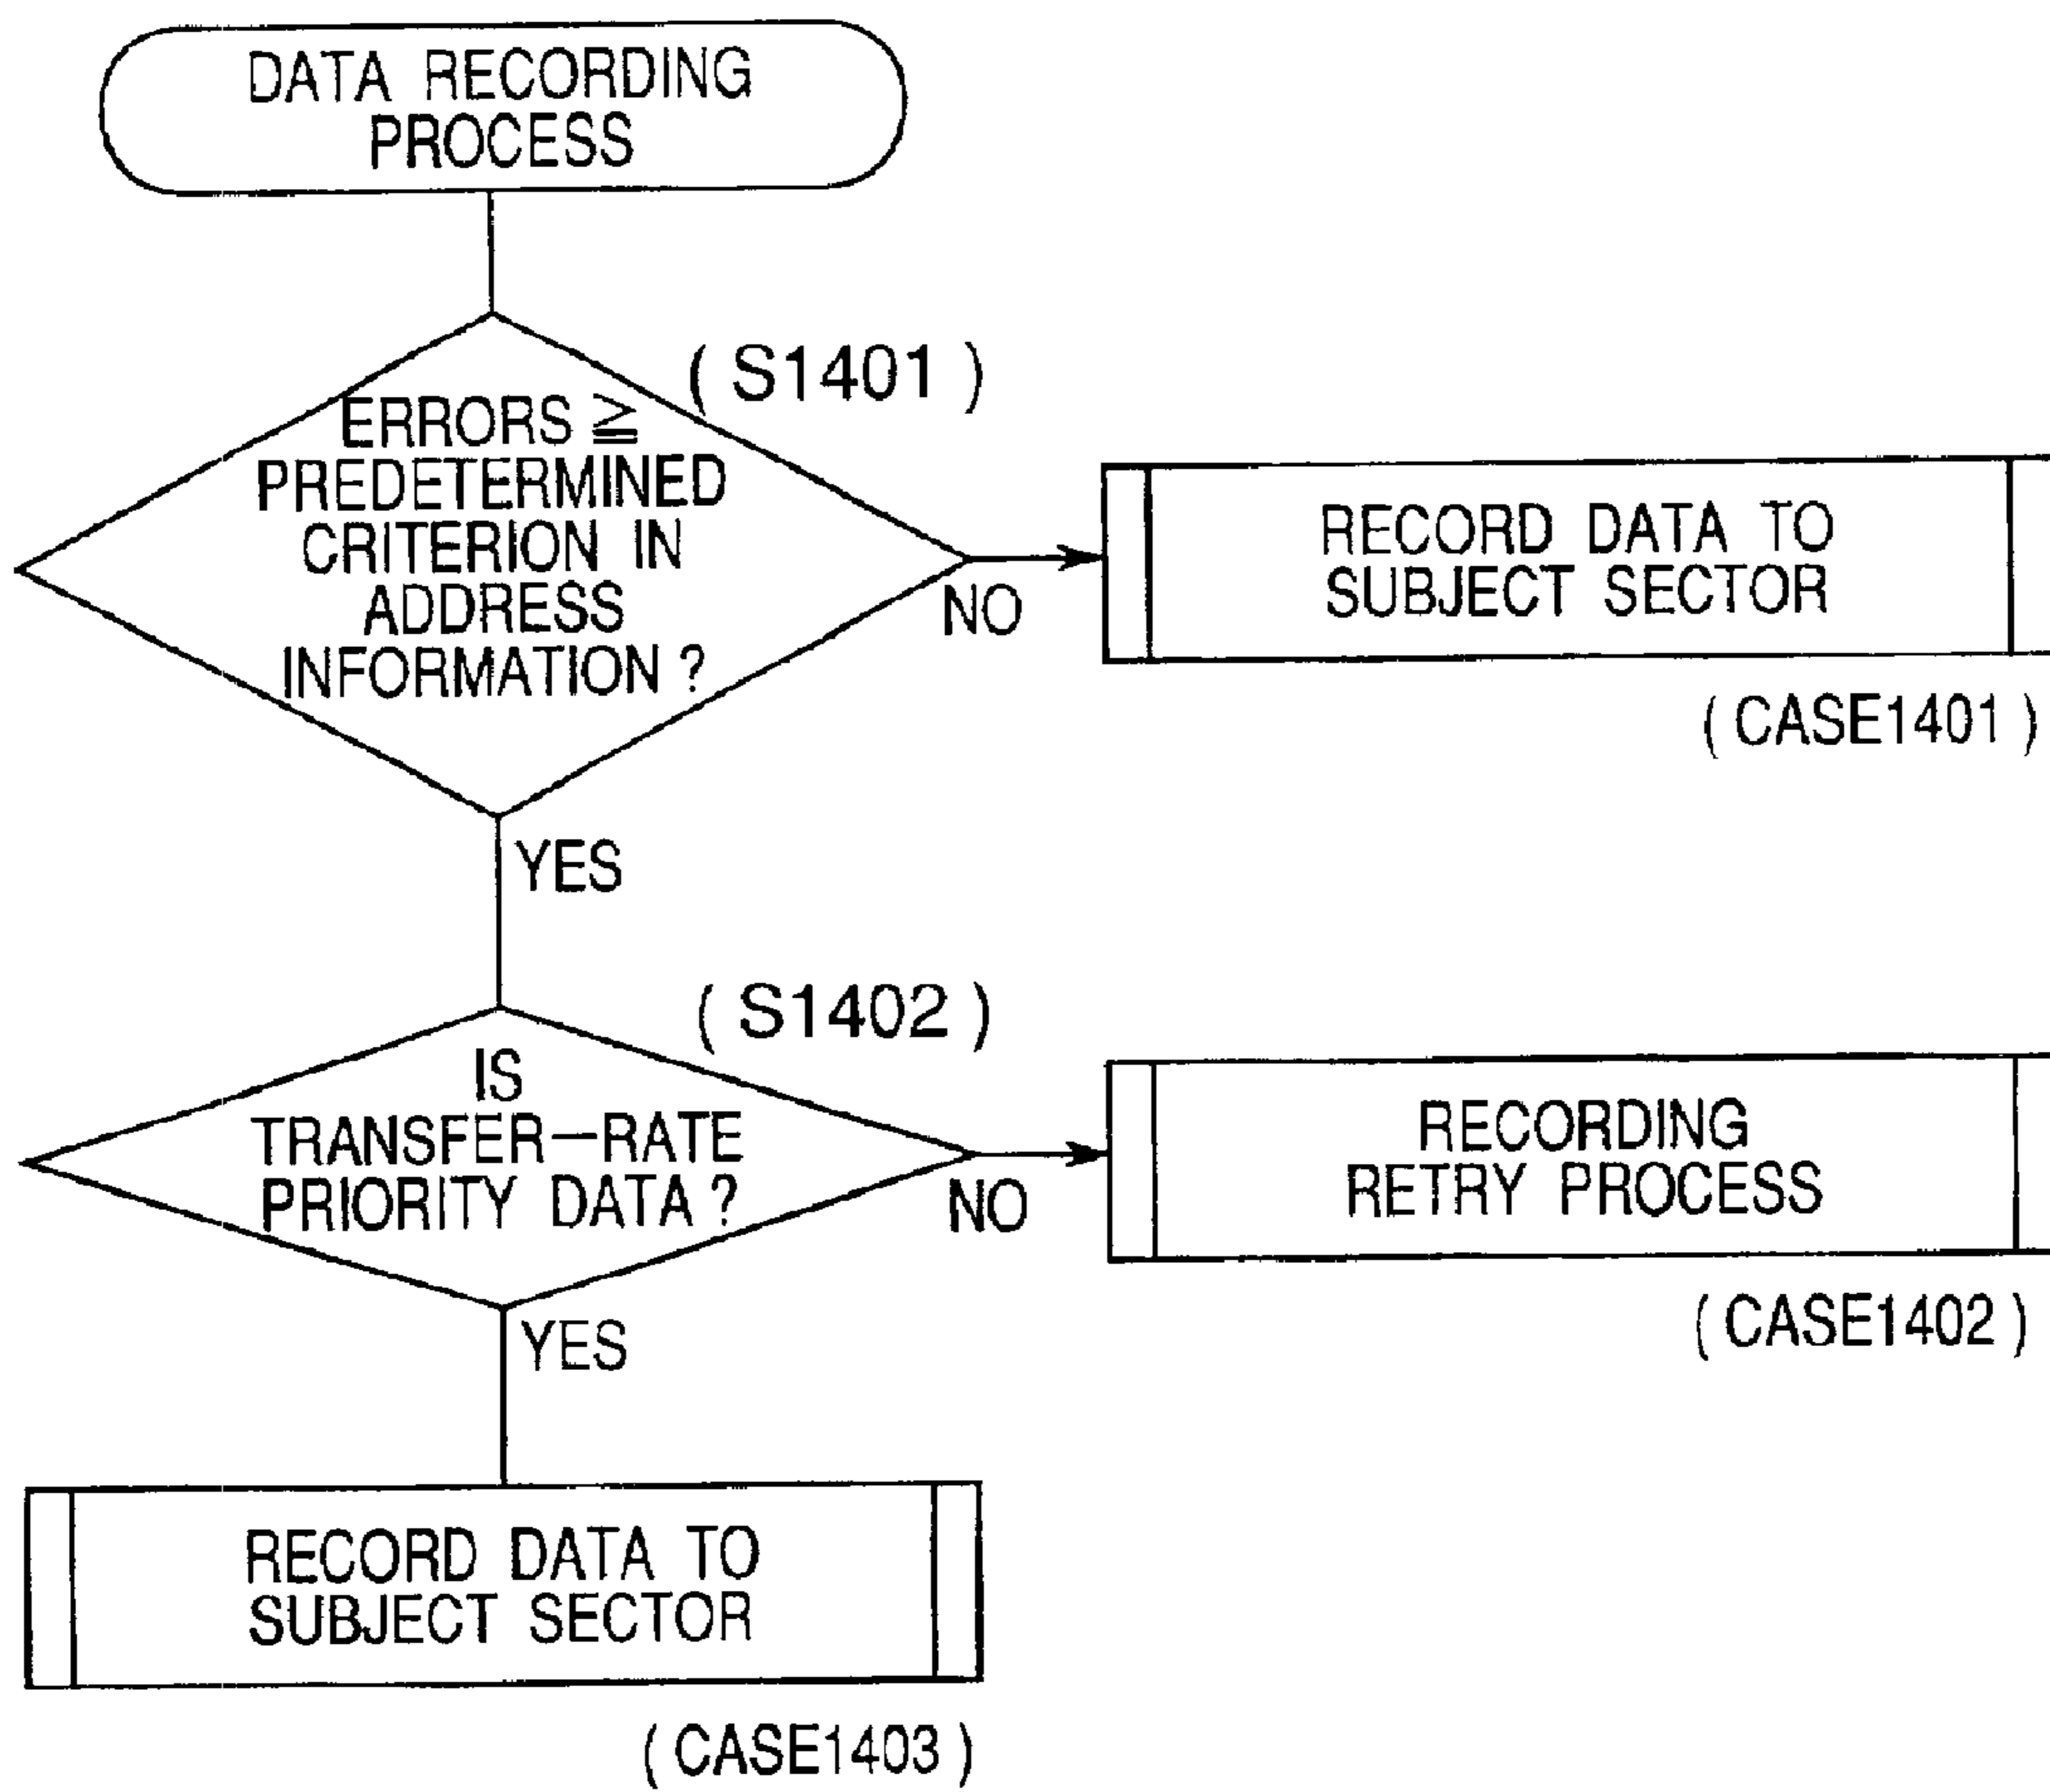 DATA RECORDING
PROCESS
( S1401 )
ERRORS ≧
PREDETERMINED
CRITERION IN
ADDRESS
INFORMATION ?
NO
RECORD DATA TO
SUBJECT SECTOR
( CASE1401 )
YES
( S1402 )
IS
TRANSFER—RATE
PRIORITY DATA ?
NO
RECORDING
RETRY PROCESS
( CASE1402 )
YES
RECORD DATA TO
SUBJECT SECTOR
( CASE1403 )